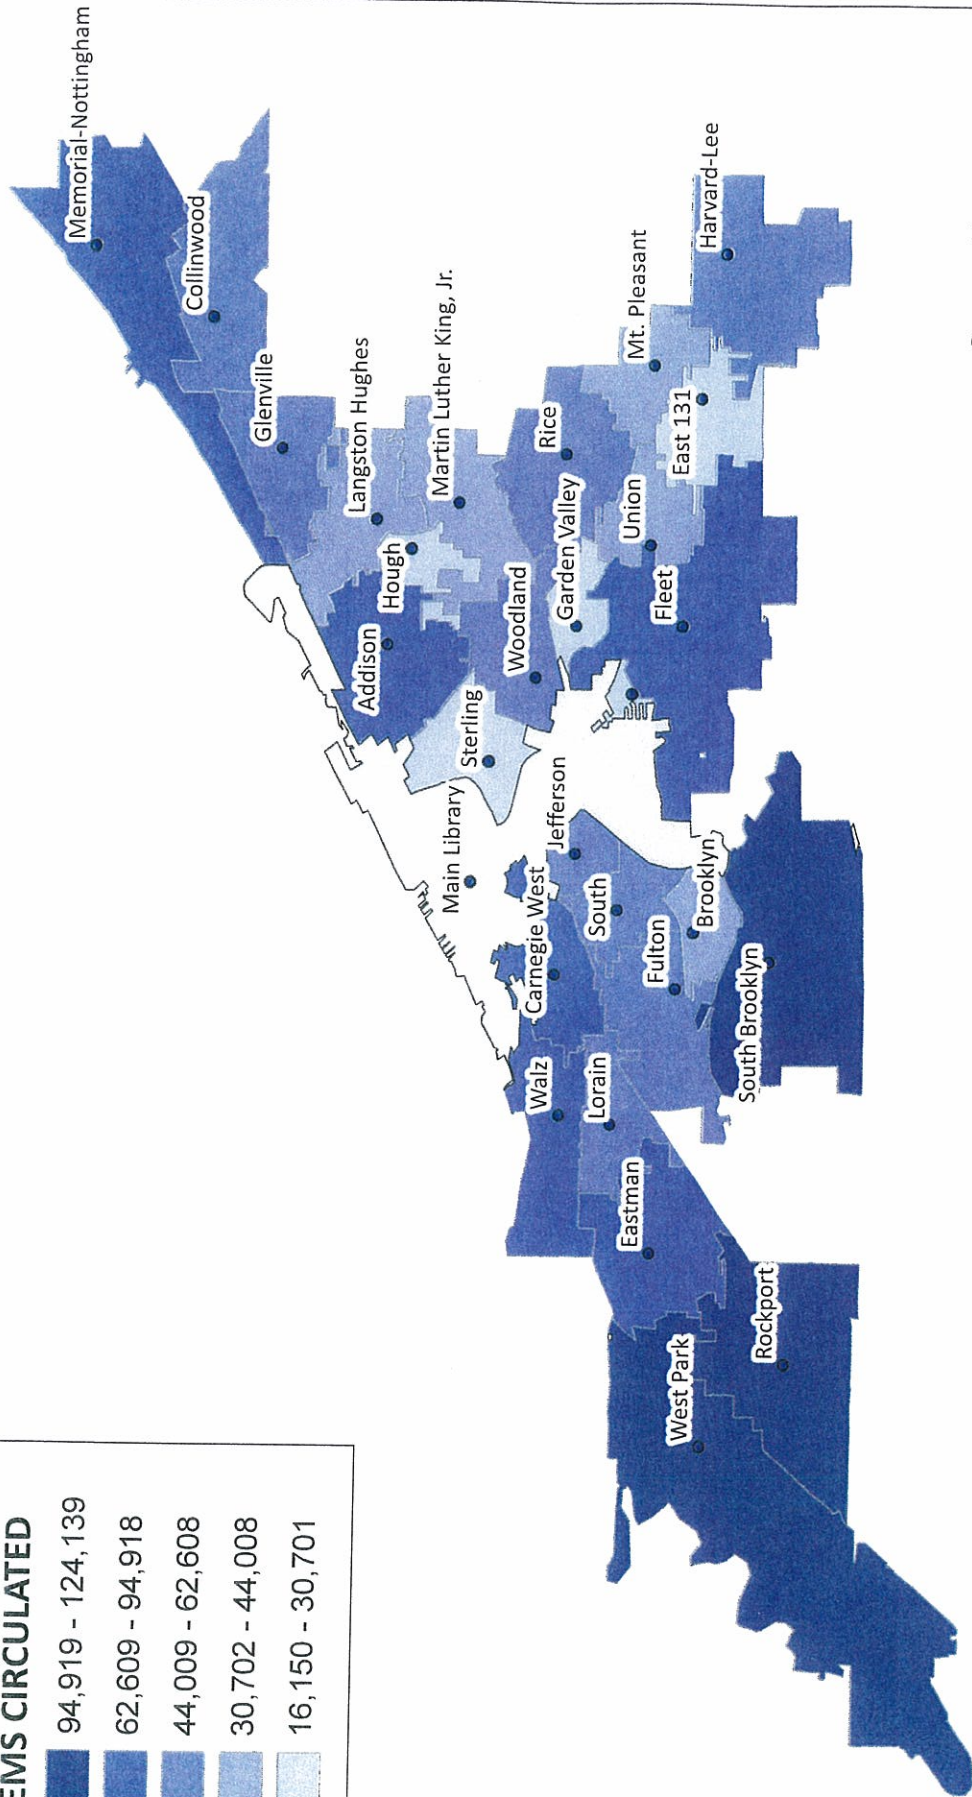 EMS CIRCULATED
94,919 - 124,139
62,609 - 94,918
44,009 - 62,608
30,702 - 44,008
16,150 - 30,701
Memorial-Nottingham
Collinwood
Glenville
Langston Hughes
Martin Luther King, Jr.
Hough
Addison
Rice
Garden Valley
Woodland
Sterling
Main Library
Mt. Pleasant
Harvard-Lee
East 131
Union
Fleet
Jefferson
Carnegie West
South
Brooklyn
Fulton
South Brooklyn
Walz
Lorain
Eastman
West Park
Rockport